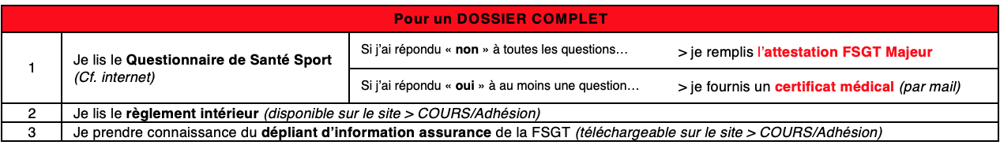 Pour un DOSSIER COMPLET
1
Je lis le Questionnaire de Santé Sport
(Cf. internet)
Si j’ai répondu « non » à toutes les questions… > je remplis l’attestation FSGT Majeur
Si j’ai répondu « oui » à au moins une question… > je fournis un certificat médical (par mail)
2 Je lis le règlement intérieur (disponible sur le site > COURS/Adhésion)
3 Je prendre connaissance du dépliant d’information assurance de la FSGT (téléchargeable sur le site > COURS/Adhésion)